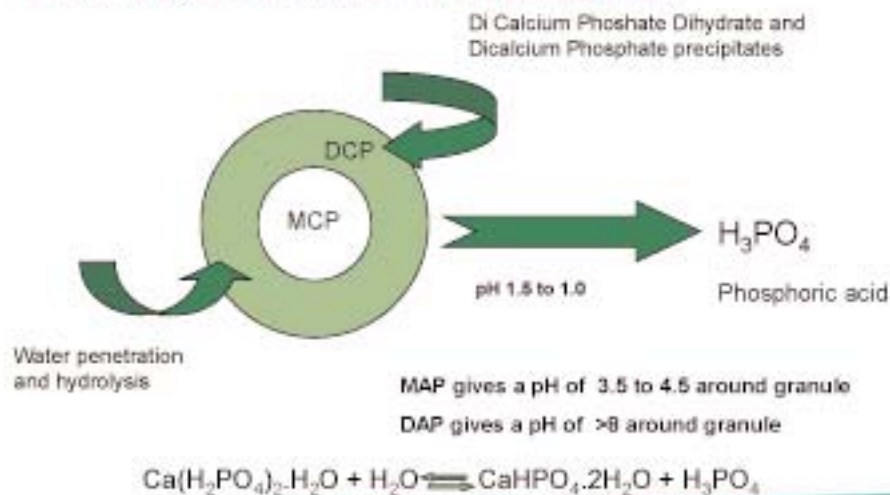 Di Calcium Phoshate Dihydrate and
Dicalcium Phosphate precipitates
DCP
MCP
H₃PO₄
pH 1.5 to 1.0
Phosphoric acid
Water penetration
and hydrolysis
MAP gives a pH of 3.5 to 4.5 around granule
DAP gives a pH of >8 around granule
Ca(H₂PO₄)₂.H₂O + H₂O ⇌ CaHPO₄.2H₂O + H₃PO₄